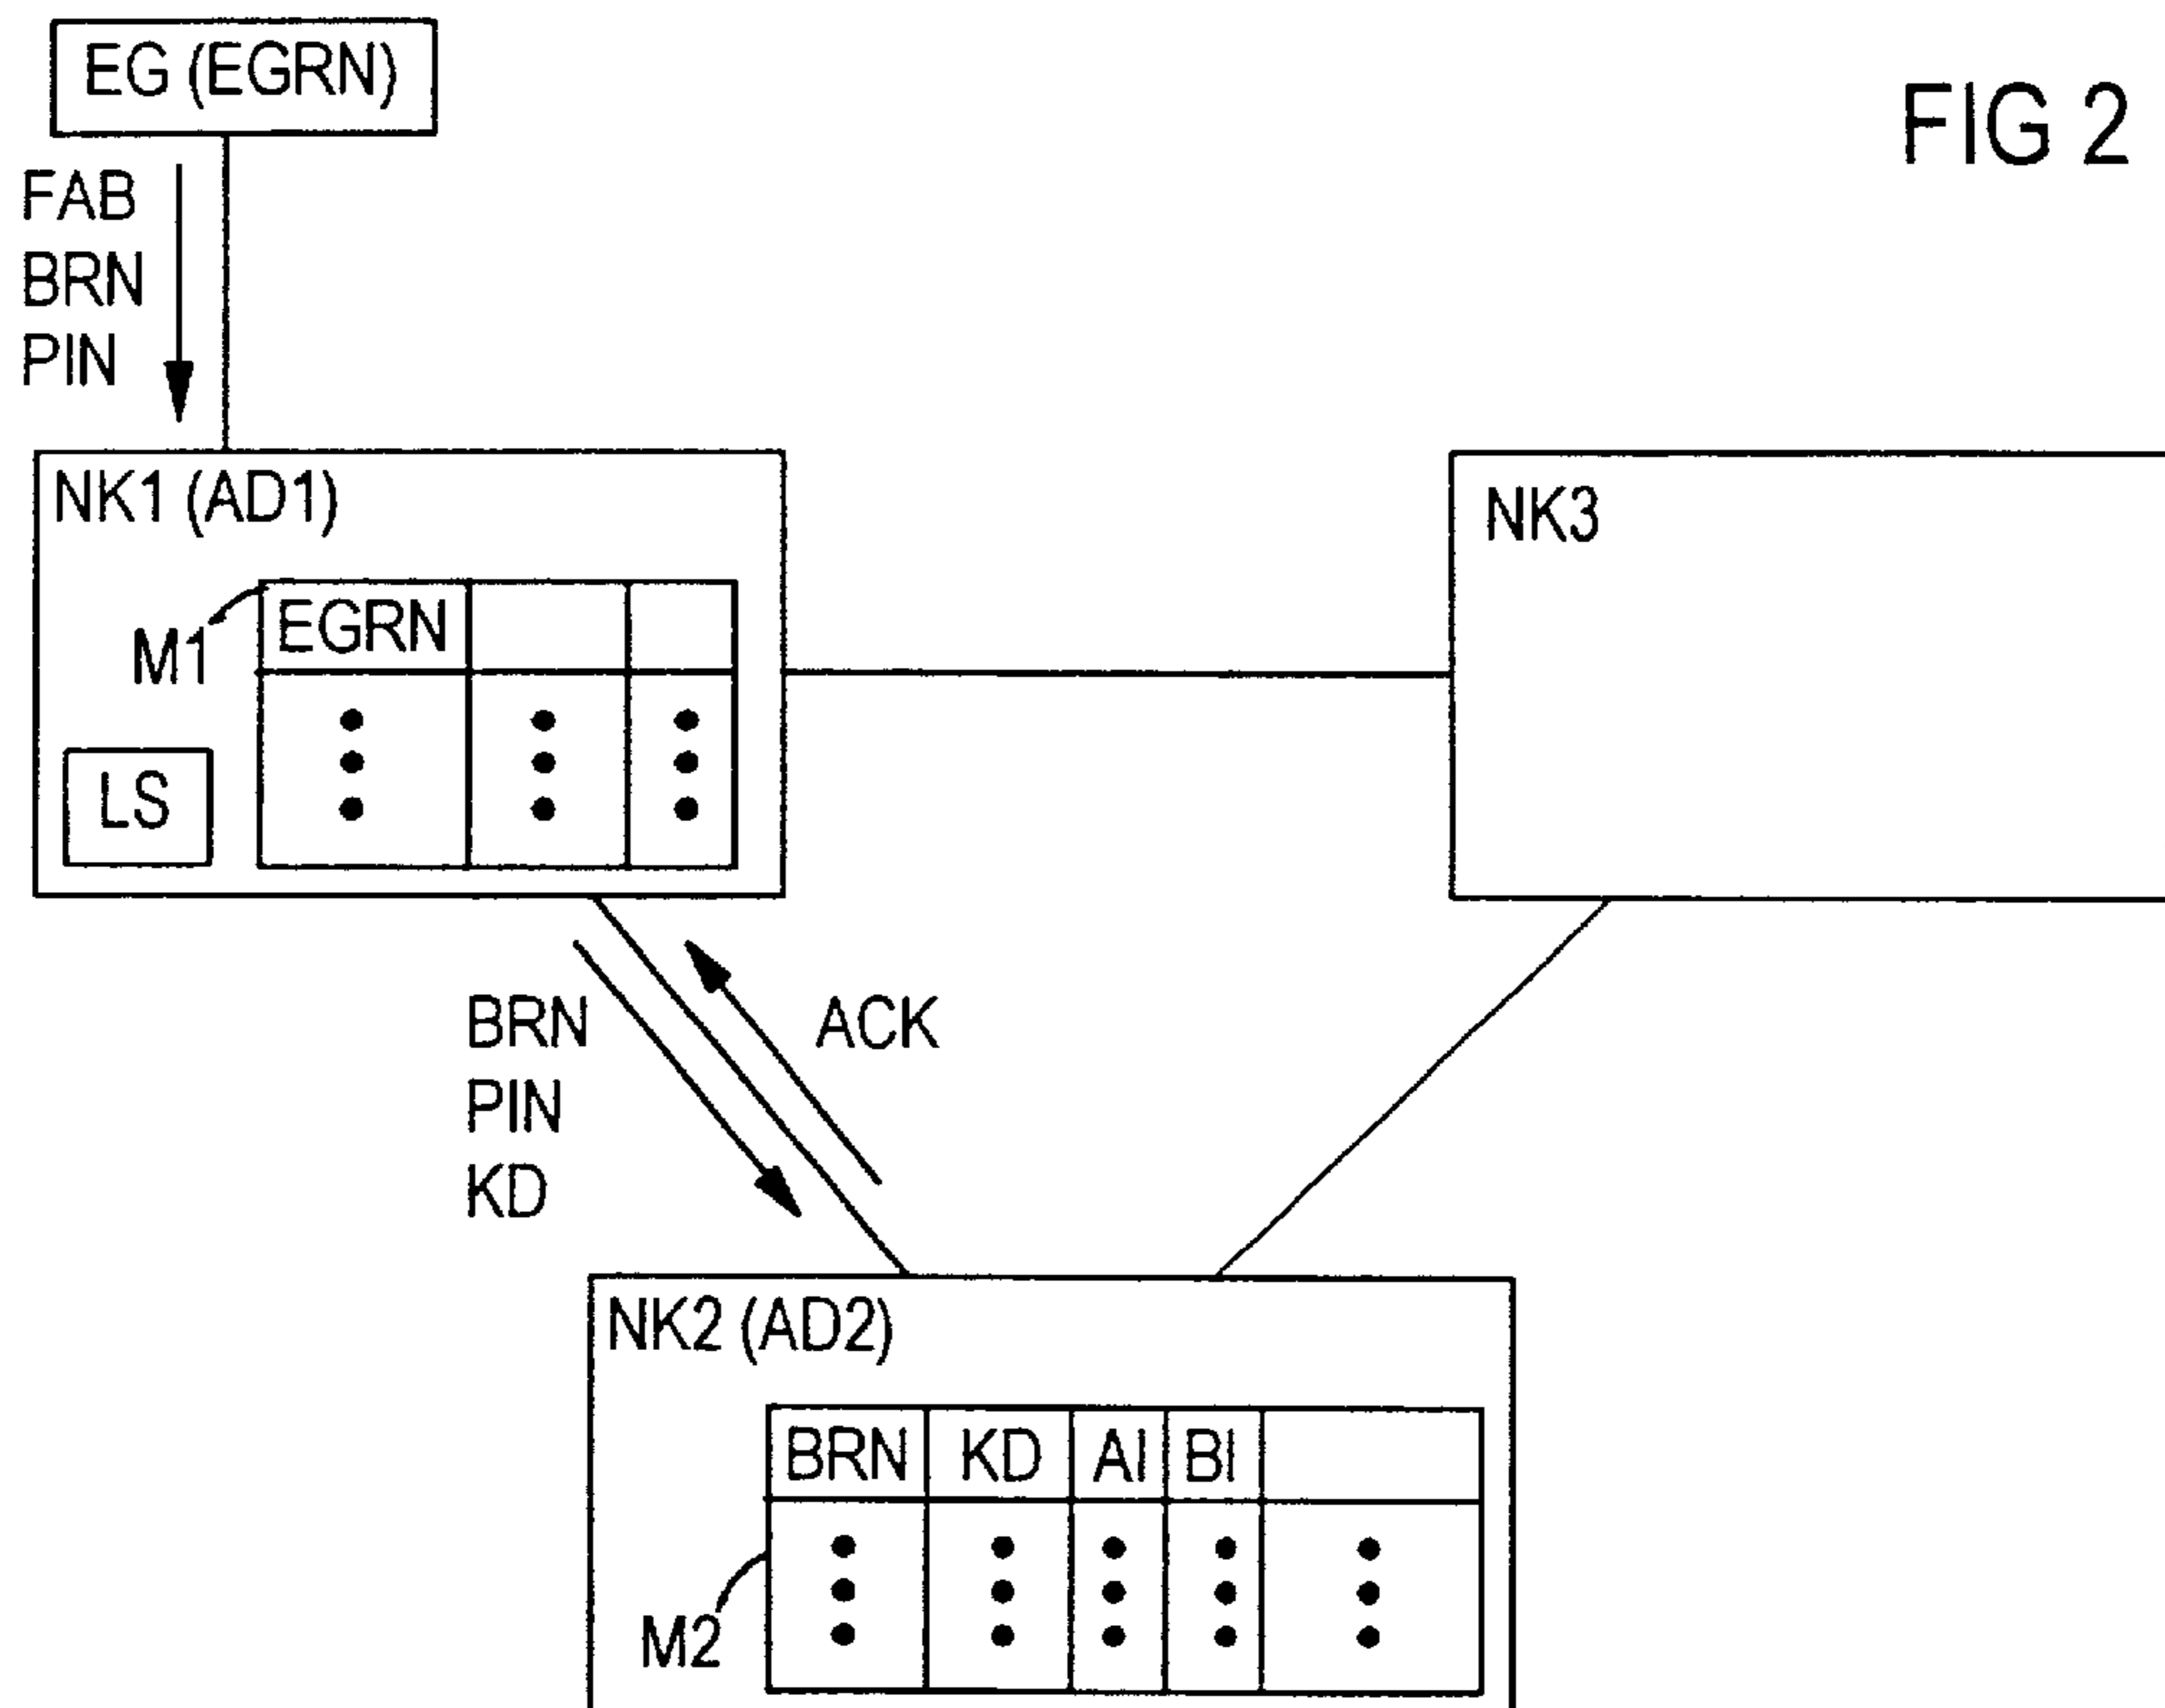 EG (EGRN)
FIG 2
FAB
BRN
PIN
NK1 (AD1)
NK3
EGRN
M1
LS
BRN
ACK
PIN
KD
NK2 (AD2)
BRN KD AI BI
M2